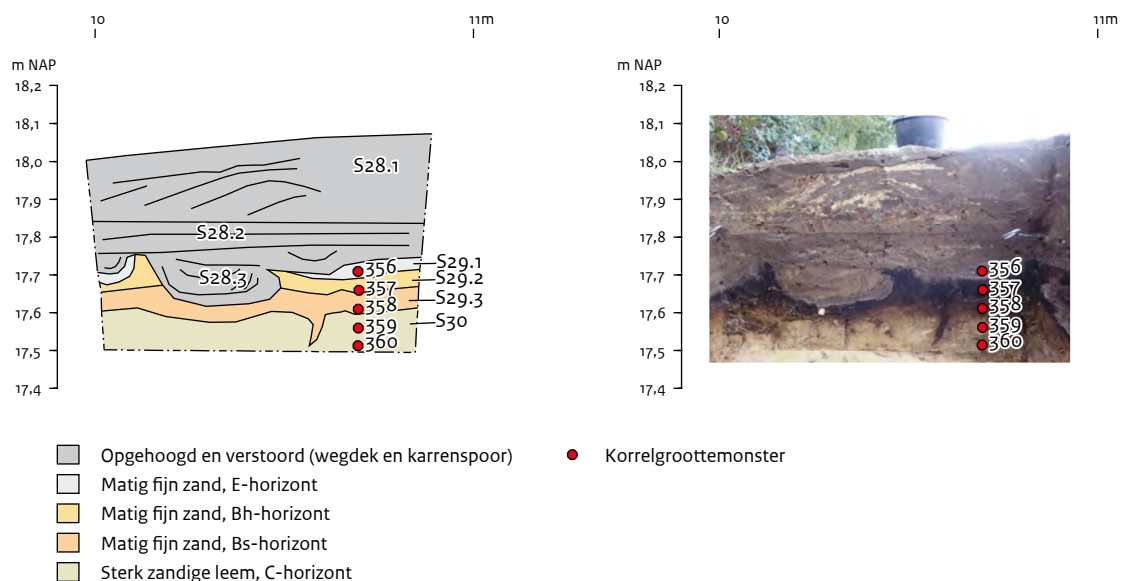 10 11m
m NAP
18,2
18,1
18,0
17,9
17,8
17,7
17,6
17,5
17,4
S28.1
S28.2
S28.3
356
357
358
359
360
S29.1
S29.2
S29.3
S30
10 11m
m NAP
18,2
18,1
18,0
17,9
17,8
17,7
17,6
17,5
17,4
356
357
358
359
360
Opgehoogd en verstoord (wegdek en karrenspoor)
Matig fijn zand, E-horizont
Matig fijn zand, Bh-horizont
Matig fijn zand, Bs-horizont
Sterk zandige leem, C-horizont
Korrelgroottemonster